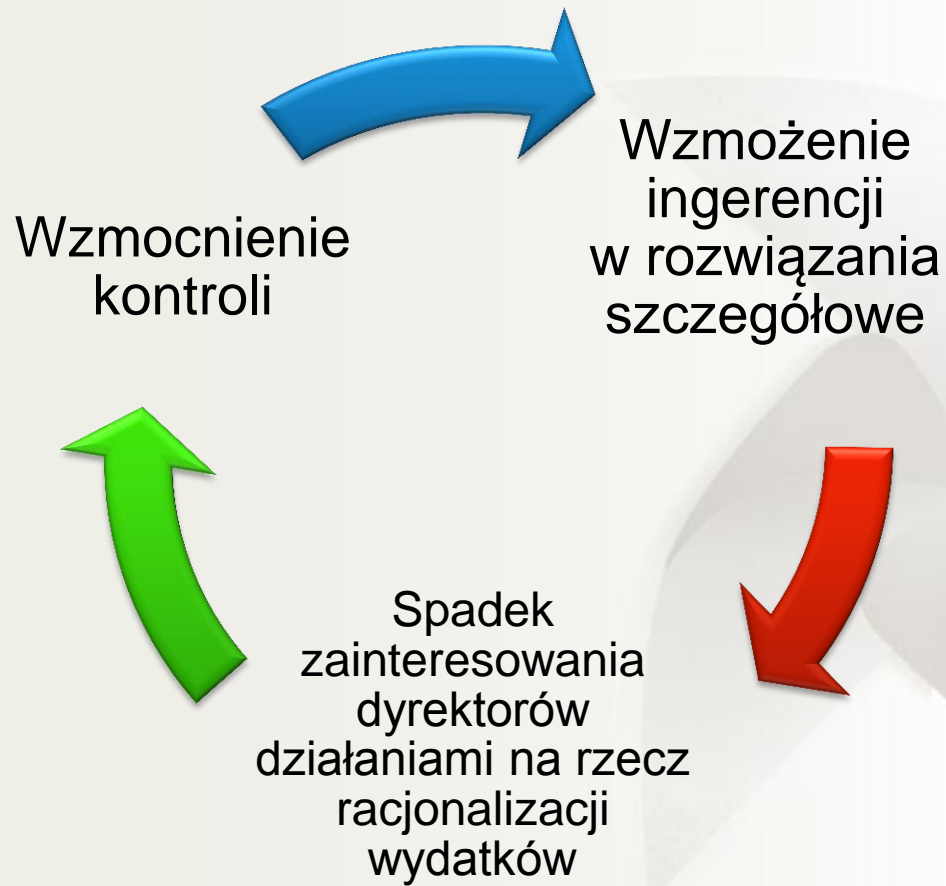 Wzmocnienie
kontroli
Wzmożenie
ingerencji
w rozwiązania
szczegółowe
Spadek
zainteresowania
dyrektorów
działaniami na rzecz
racjonalizacji
wydatków